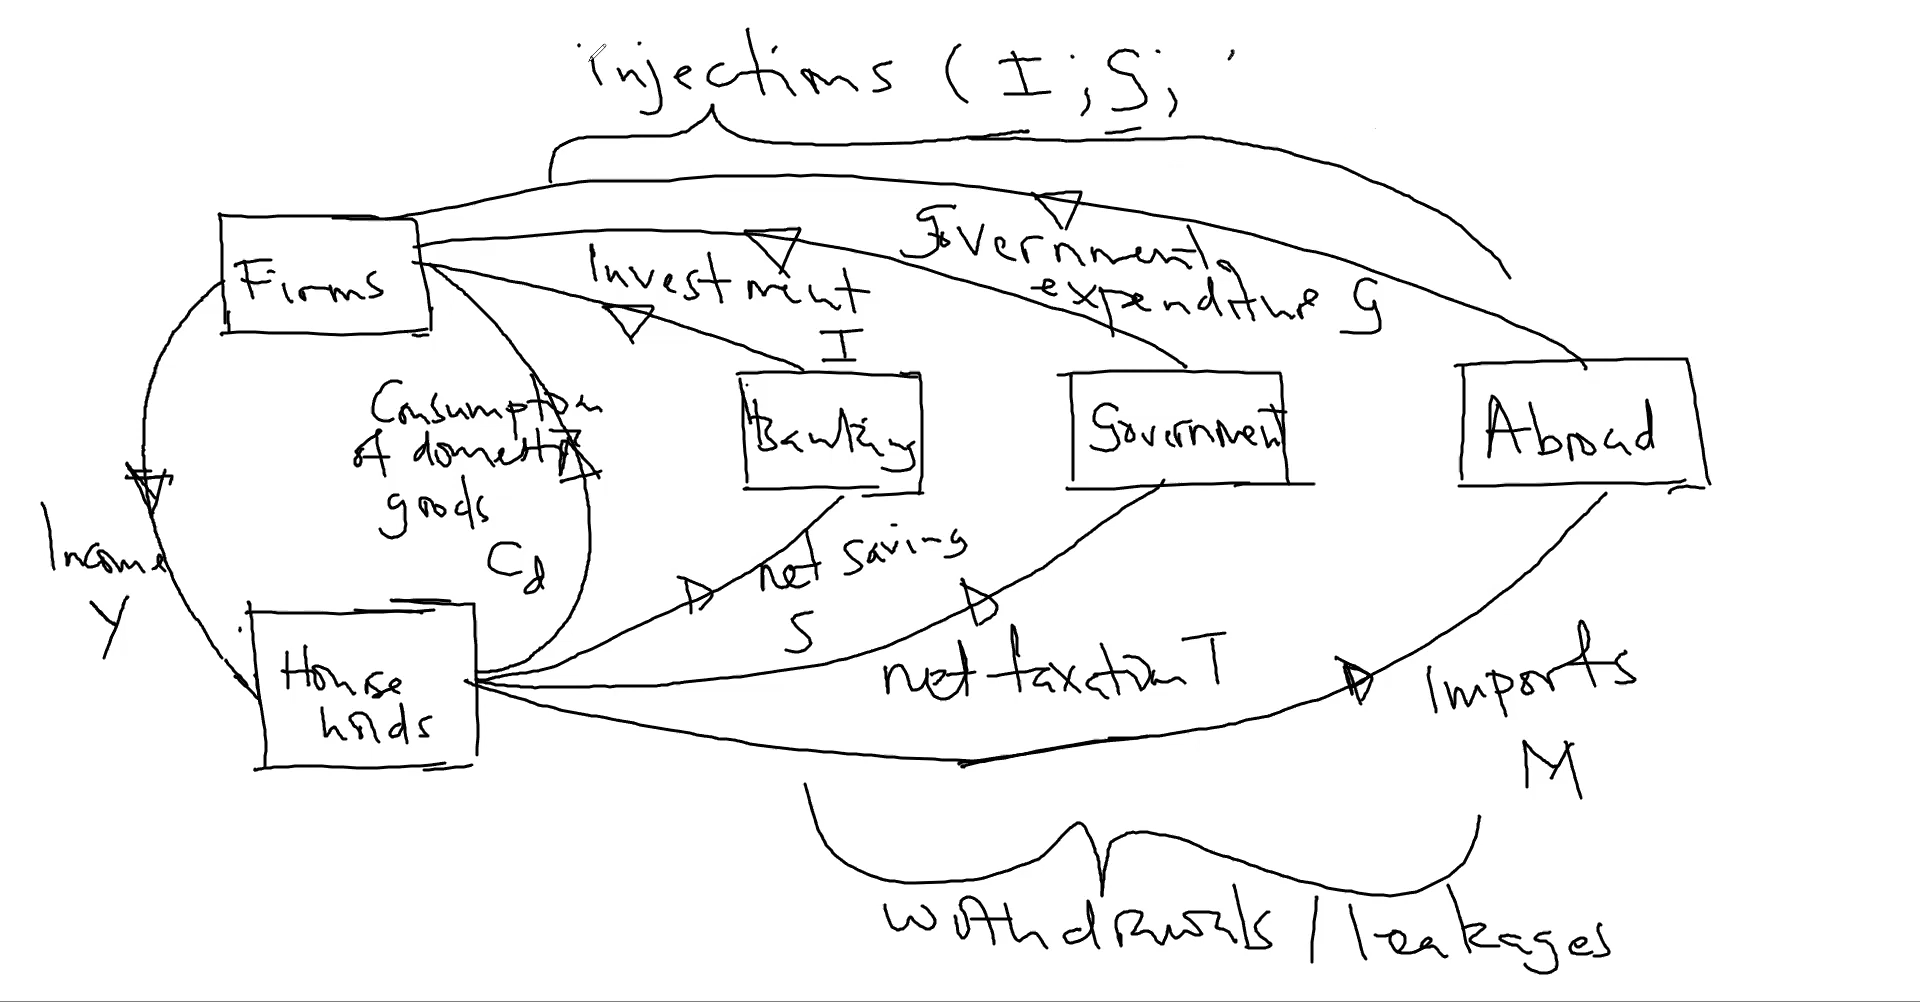 injections ( I ; G ;
Firms
Investment
I
Government
expenditure G
Consumption
of domestic
goods
Cd
Banking
Government
Abroad
Income
Y
net saving
S
net taxation T
Imports
M
House
holds
withdrawals / leakages